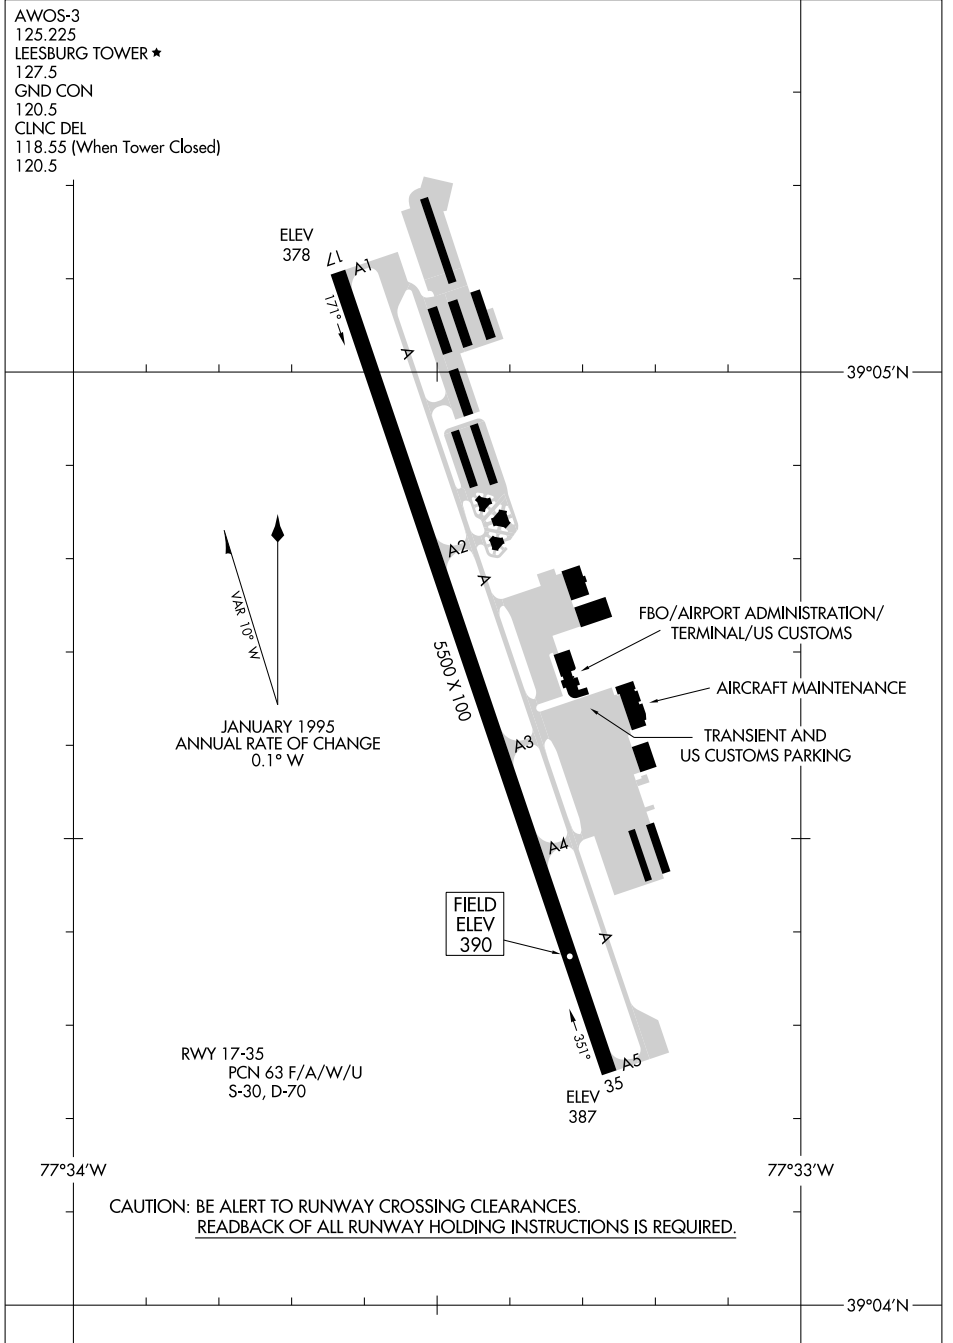 AWOS-3
125.225
LEESBURG TOWER ★
127.5
GND CON
120.5
CLNC DEL
118.55 (When Tower Closed)
120.5
ELEV
378
17
A1
171°
A
39°05'N
A2
A
VAR 10° W
FBO/AIRPORT ADMINISTRATION/
TERMINAL/US CUSTOMS
5500 X 100
AIRCRAFT MAINTENANCE
JANUARY 1995
ANNUAL RATE OF CHANGE
0.1° W
TRANSIENT AND
US CUSTOMS PARKING
A3
A4
FIELD
ELEV
390
A
351°
RWY 17-35
PCN 63 F/A/W/U
S-30, D-70
A5
35
ELEV
387
77°34'W
77°33'W
CAUTION: BE ALERT TO RUNWAY CROSSING CLEARANCES.
READBACK OF ALL RUNWAY HOLDING INSTRUCTIONS IS REQUIRED.
39°04'N